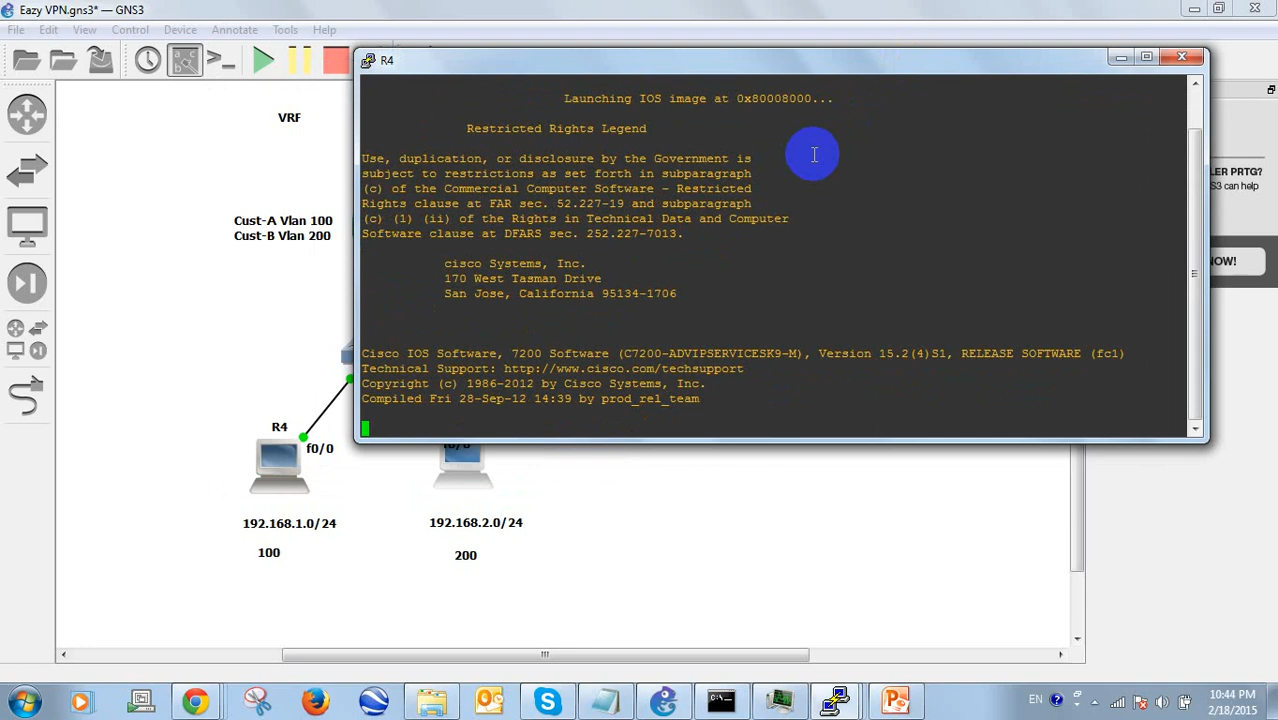 Eazy VPN.gns3* — GNS3
File Edit View Control Device Annotate Tools Help
R4
Launching IOS image at 0x80008000...
Restricted Rights Legend
Use, duplication, or disclosure by the Government is
subject to restrictions as set forth in subparagraph
(c) of the Commercial Computer Software - Restricted
Rights clause at FAR sec. 52.227-19 and subparagraph
(c) (1) (ii) of the Rights in Technical Data and Computer
Software clause at DFARS sec. 252.227-7013.
cisco Systems, Inc.
170 West Tasman Drive
San Jose, California 95134-1706
Cisco IOS Software, 7200 Software (C7200-ADVIPSERVICESK9-M), Version 15.2(4)S1, RELEASE SOFTWARE (fc1)
Technical Support: http://www.cisco.com/techsupport
Copyright (c) 1986-2012 by Cisco Systems, Inc.
Compiled Fri 28-Sep-12 14:39 by prod_rel_team
VRF
Cust-A Vlan 100
Cust-B Vlan 200
R4
f0/0
f0/0
192.168.1.0/24
192.168.2.0/24
100
200
LER PRTG?
S3 can help
NOW!
EN
10:44 PM
2/18/2015